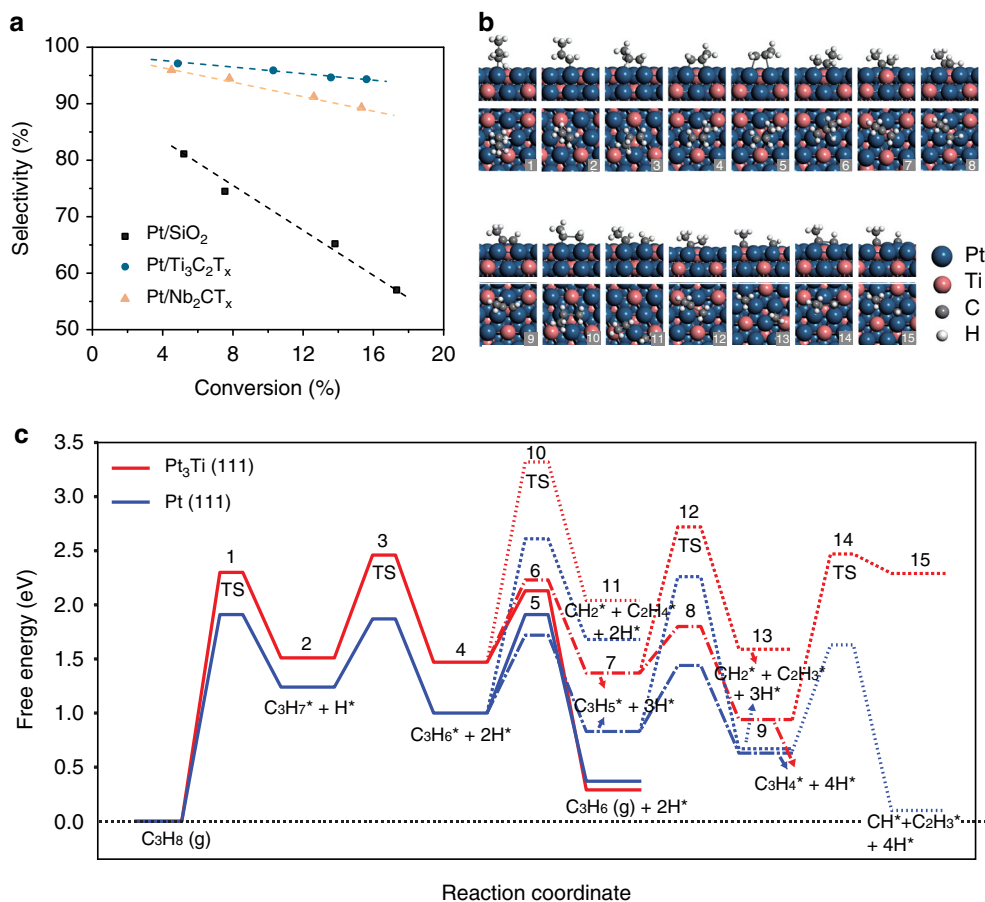 a
100
90
80
70
60
50
Selectivity (%)
Pt/SiO2
Pt/Ti3C2Tx
Pt/Nb2CTx
0 4 8 12 16 20
Conversion (%)
b
1 2 3 4 5 6 7 8
9 10 11 12 13 14 15
Pt
Ti
C
H
c
3.5
3.0
2.5
2.0
1.5
1.0
0.5
0.0
Free energy (eV)
Pt3Ti (111)
Pt (111)
C3H8 (g)
1
TS
2
C3H7* + H*
3
TS
4
C3H6* + 2H*
10
TS
6
5
11
CH2* + C2H4*
+ 2H*
7
C3H5* + 3H*
C3H6 (g) + 2H*
12
TS
8
13
CH2* + C2H3*
+ 3H*
9
C3H4* + 4H*
14
TS
15
CH*+C2H3*
+ 4H*
Reaction coordinate